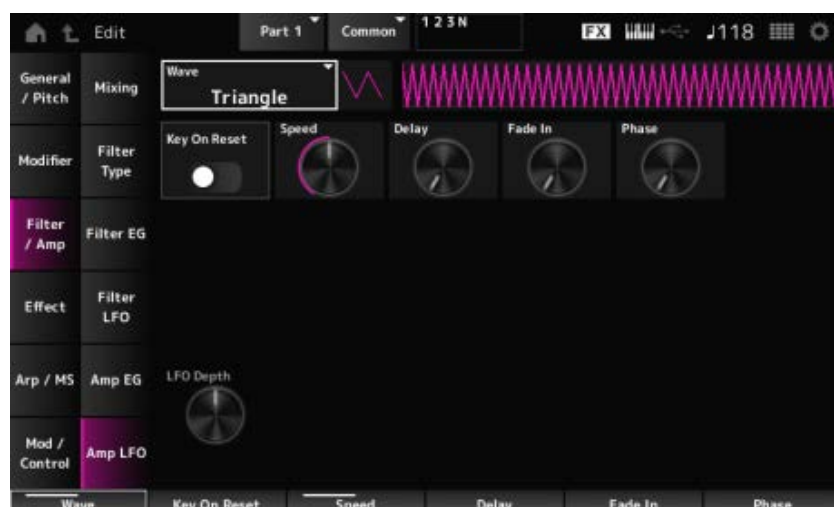 Edit
Part 1
Common
1 2 3 N
FX
♩118
General / Pitch
Mixing
Wave
Triangle
Key On Reset
Speed
Delay
Fade In
Phase
Modifier
Filter Type
Filter / Amp
Filter EG
Effect
Filter LFO
Arp / MS
Amp EG
LFO Depth
Mod / Control
Amp LFO
Wave
Key On Reset
Speed
Delay
Fade In
Phase